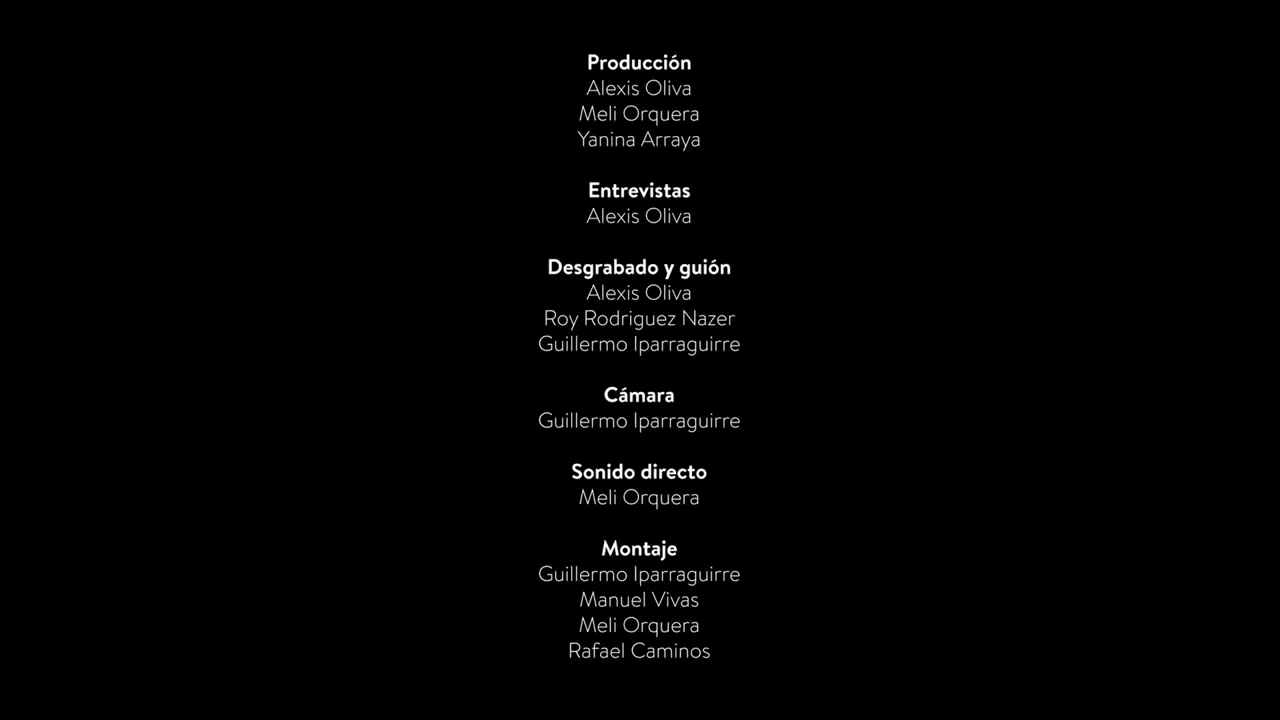 Producción
Alexis Oliva
Meli Orquera
Yanina Arraya
Entrevistas
Alexis Oliva
Desgrabado y guión
Alexis Oliva
Roy Rodriguez Nazer
Guillermo Iparraguirre
Cámara
Guillermo Iparraguirre
Sonido directo
Meli Orquera
Montaje
Guillermo Iparraguirre
Manuel Vivas
Meli Orquera
Rafael Caminos